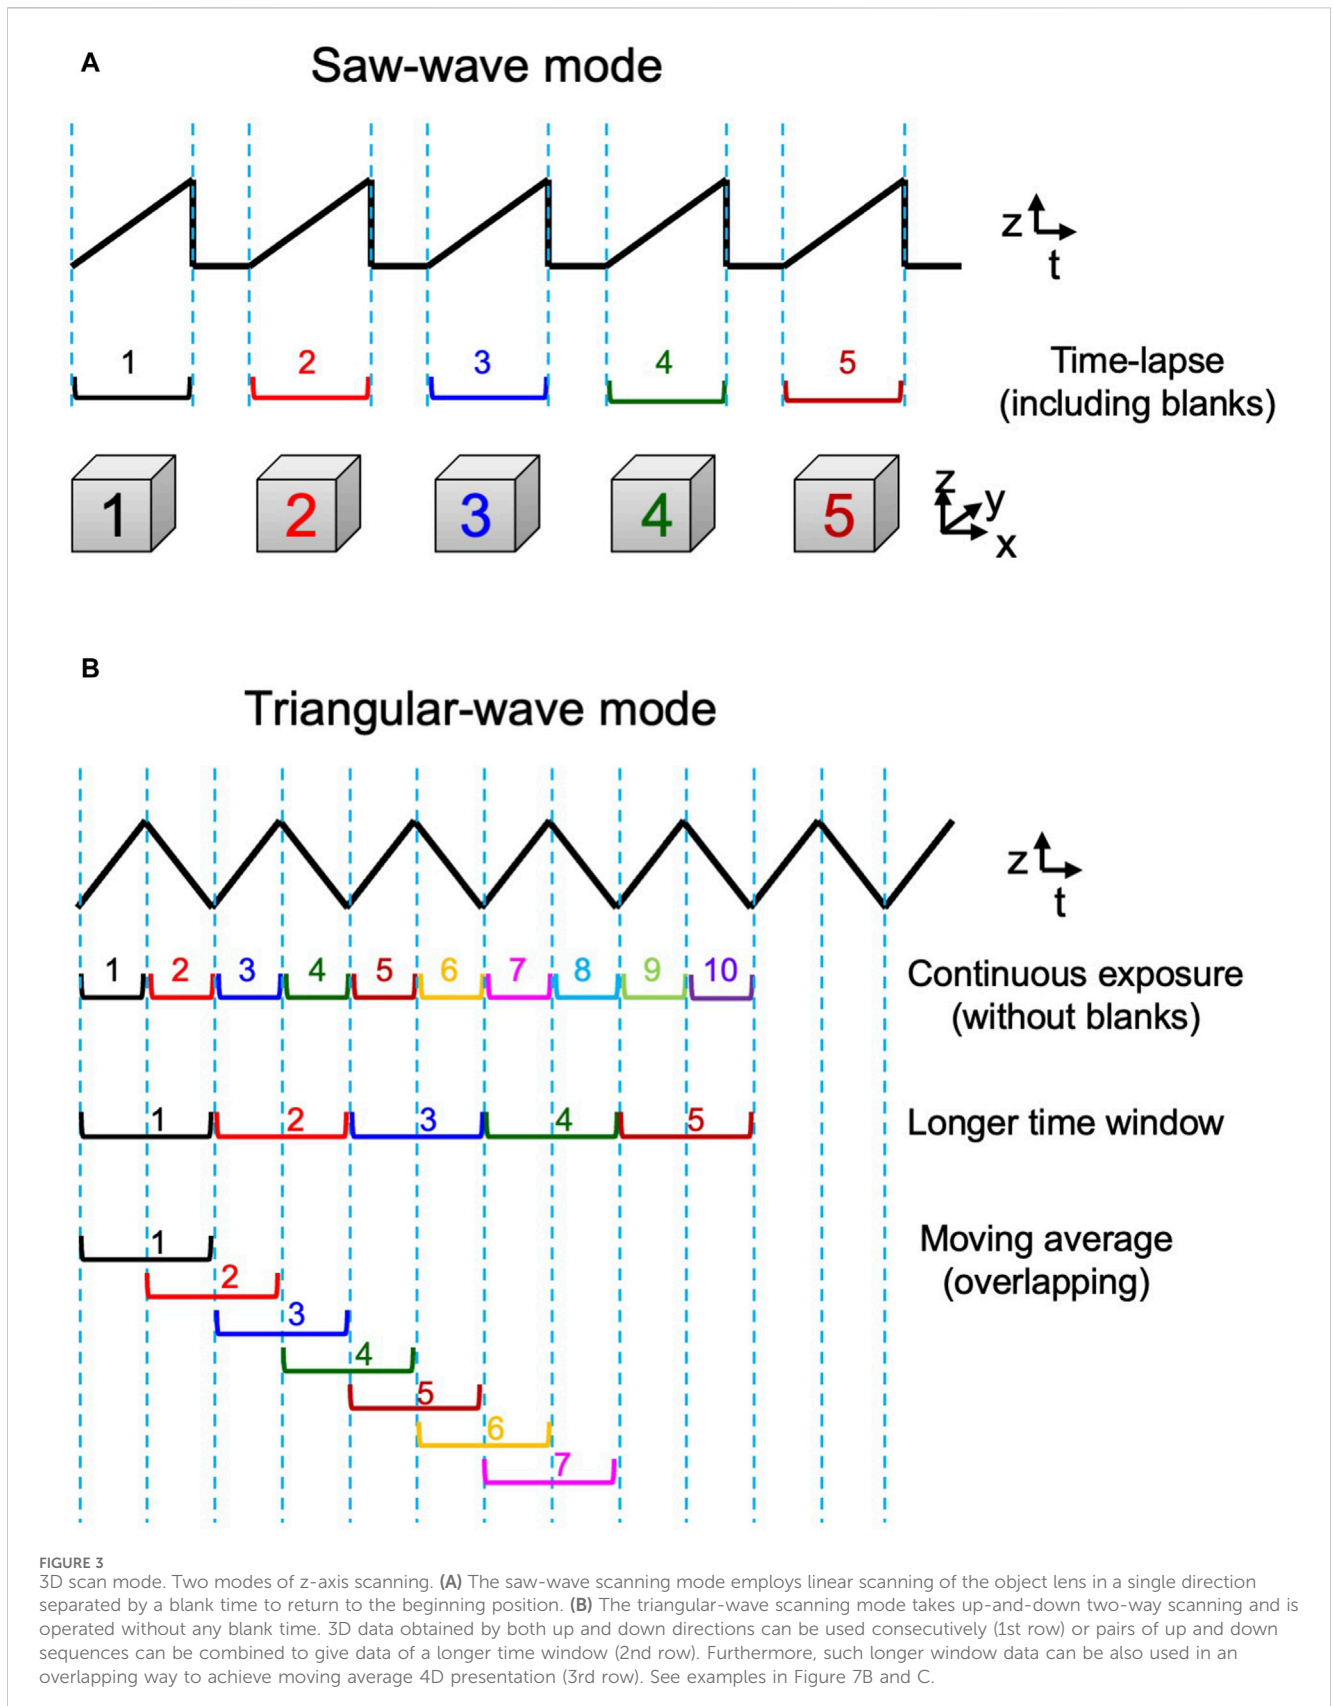 A
Saw-wave mode
z
t
1 2 3 4 5
Time-lapse
(including blanks)
1 2 3 4 5
z
y
x
B
Triangular-wave mode
z
t
1 2 3 4 5 6 7 8 9 10
Continuous exposure
(without blanks)
1 2 3 4 5
Longer time window
1
Moving average
2
(overlapping)
3
4
5
6
7
FIGURE 3
3D scan mode. Two modes of z-axis scanning. (A) The saw-wave scanning mode employs linear scanning of the object lens in a single direction
separated by a blank time to return to the beginning position. (B) The triangular-wave scanning mode takes up-and-down two-way scanning and is
operated without any blank time. 3D data obtained by both up and down directions can be used consecutively (1st row) or pairs of up and down
sequences can be combined to give data of a longer time window (2nd row). Furthermore, such longer window data can be also used in an
overlapping way to achieve moving average 4D presentation (3rd row). See examples in Figure 7B and C.